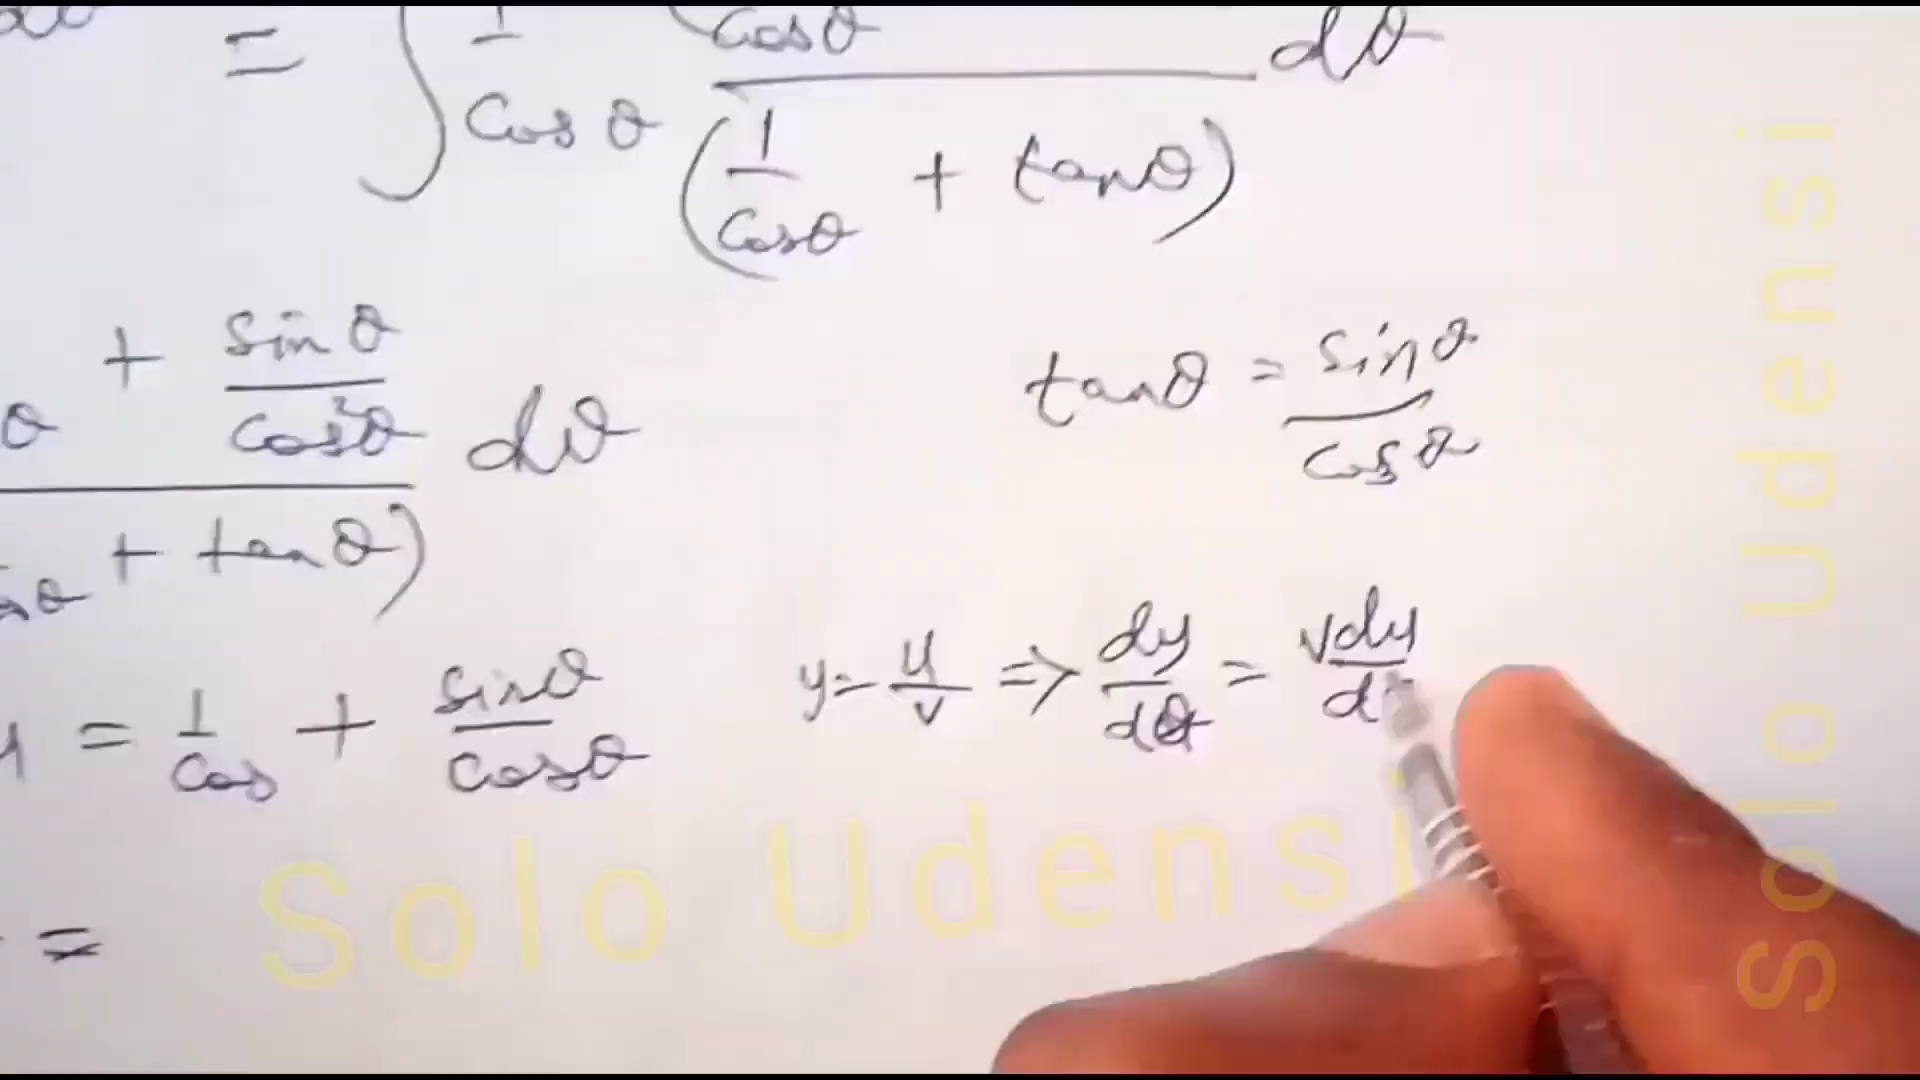 = ∫ 1/cosθ cosθ/(1/cosθ + tanθ) dθ
θ + sinθ/cos²θ dθ
tanθ = sinθ/cosθ
+ tanθ)
= 1/cos + sinθ/cosθ
y = u/v ⇒ dy/dθ = vdy/d
=
Solo Udensi
Solo Udensi